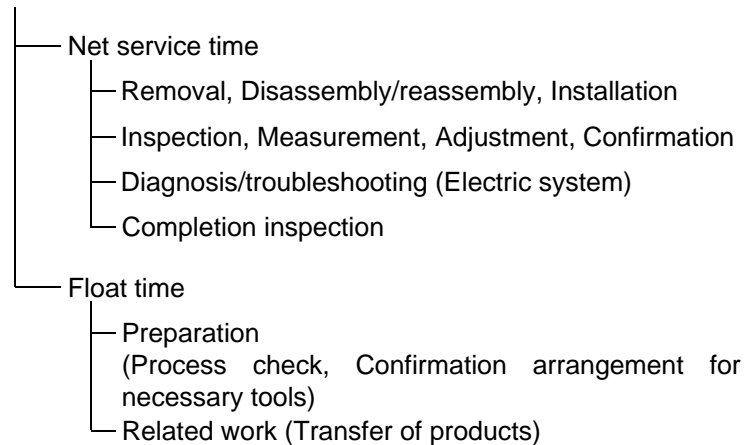 Net service time
Removal, Disassembly/reassembly, Installation
Inspection, Measurement, Adjustment, Confirmation
Diagnosis/troubleshooting (Electric system)
Completion inspection
Float time
Preparation
(Process check, Confirmation arrangement for
necessary tools)
Related work (Transfer of products)